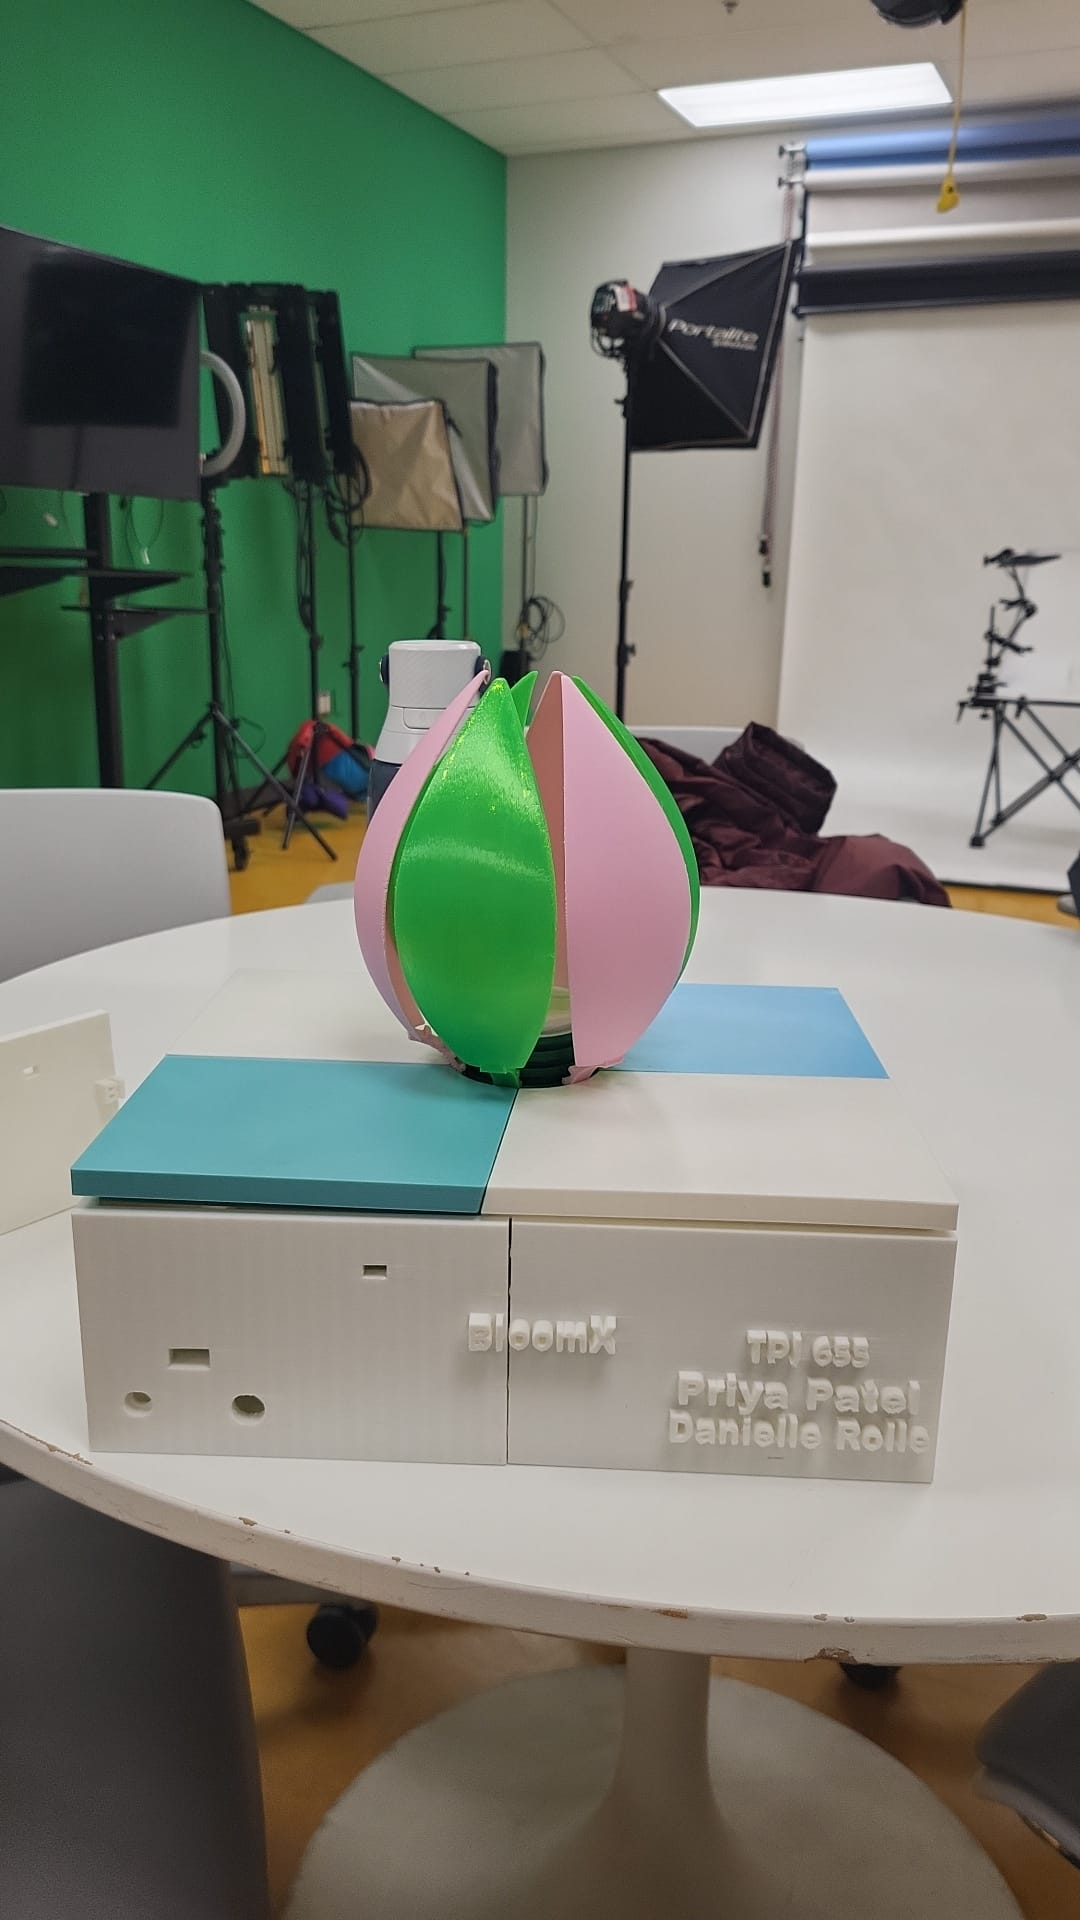 Portalite
BloomX
TPJ 655
Priya Patel
Danielle Rolle